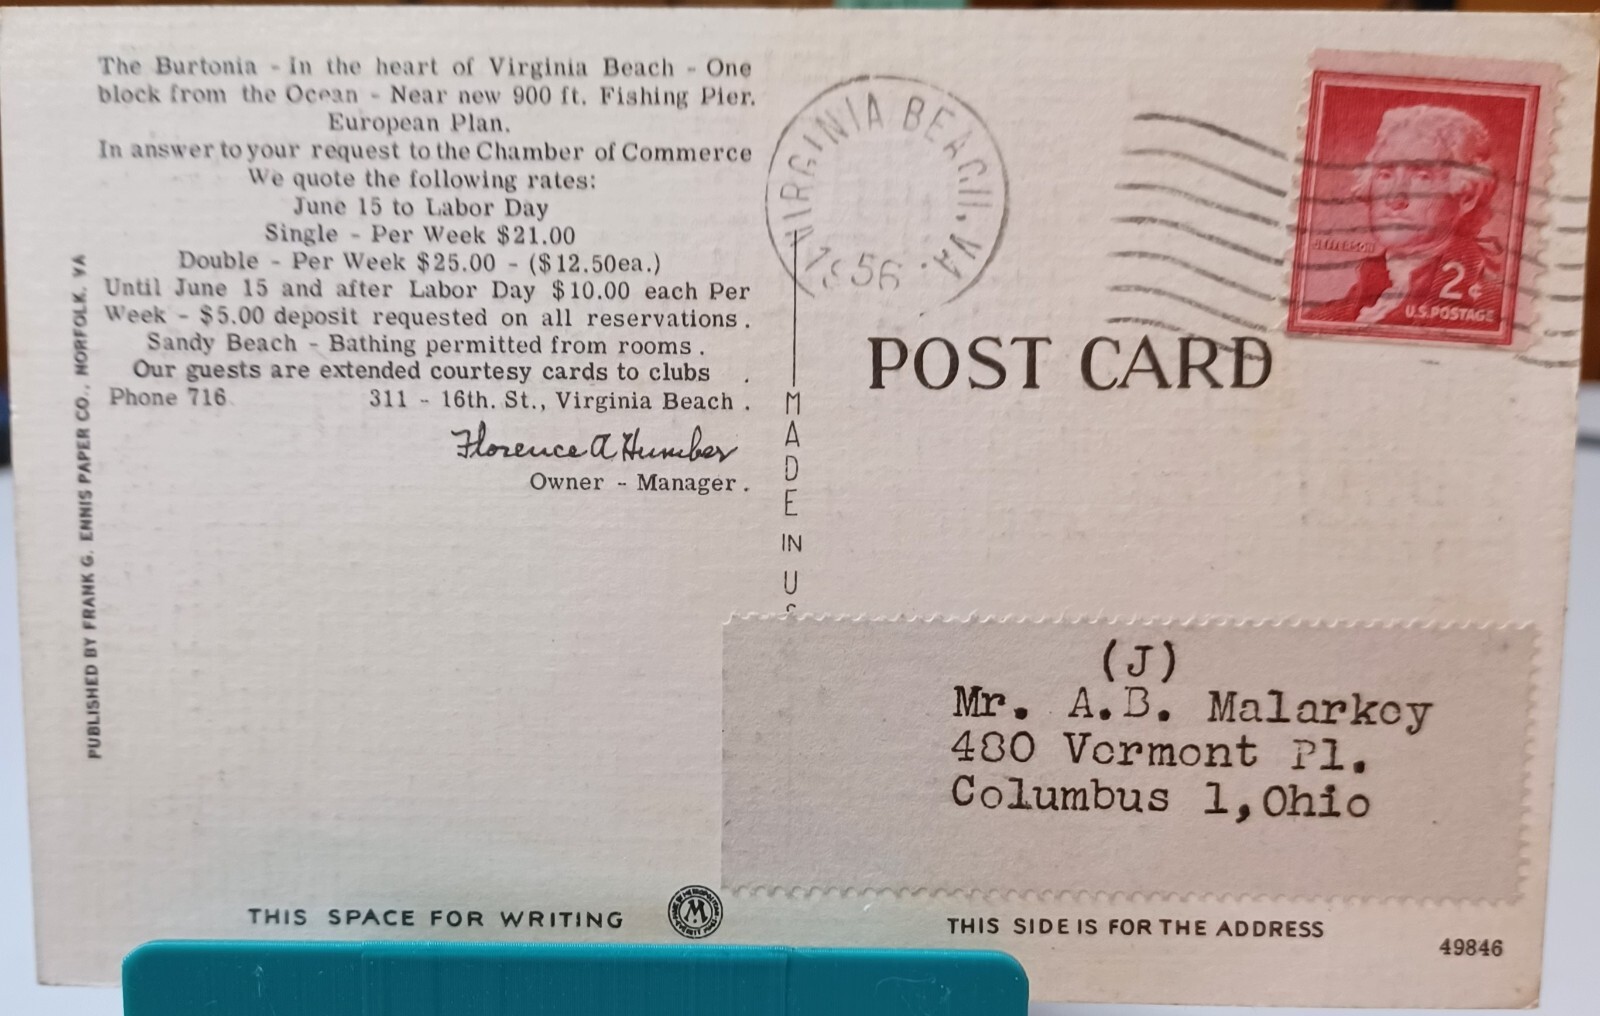 The Burtonia - In the heart of Virginia Beach - One
block from the Ocean - Near new 900 ft. Fishing Pier.
European Plan.
In answer to your request to the Chamber of Commerce
We quote the following rates:
June 15 to Labor Day
Single - Per Week $21.00
Double - Per Week $25.00 - ($12.50ea.)
Until June 15 and after Labor Day $10.00 each Per
Week - $5.00 deposit requested on all reservations.
Sandy Beach - Bathing permitted from rooms.
Our guests are extended courtesy cards to clubs .
Phone 716 311 - 16th. St., Virginia Beach.
Florence A Humber
Owner - Manager.
PUBLISHED BY FRANK G. ENNIS PAPER CO., NORFOLK, VA
VIRGINIA BEACH, VA.
1956
JEFFERSON
2¢
U.S. POSTAGE
POST CARD
MADE IN U
(J)
Mr. A.B. Malarkey
480 Vermont Pl.
Columbus 1,Ohio
THIS SPACE FOR WRITING
M
THIS SIDE IS FOR THE ADDRESS
49846